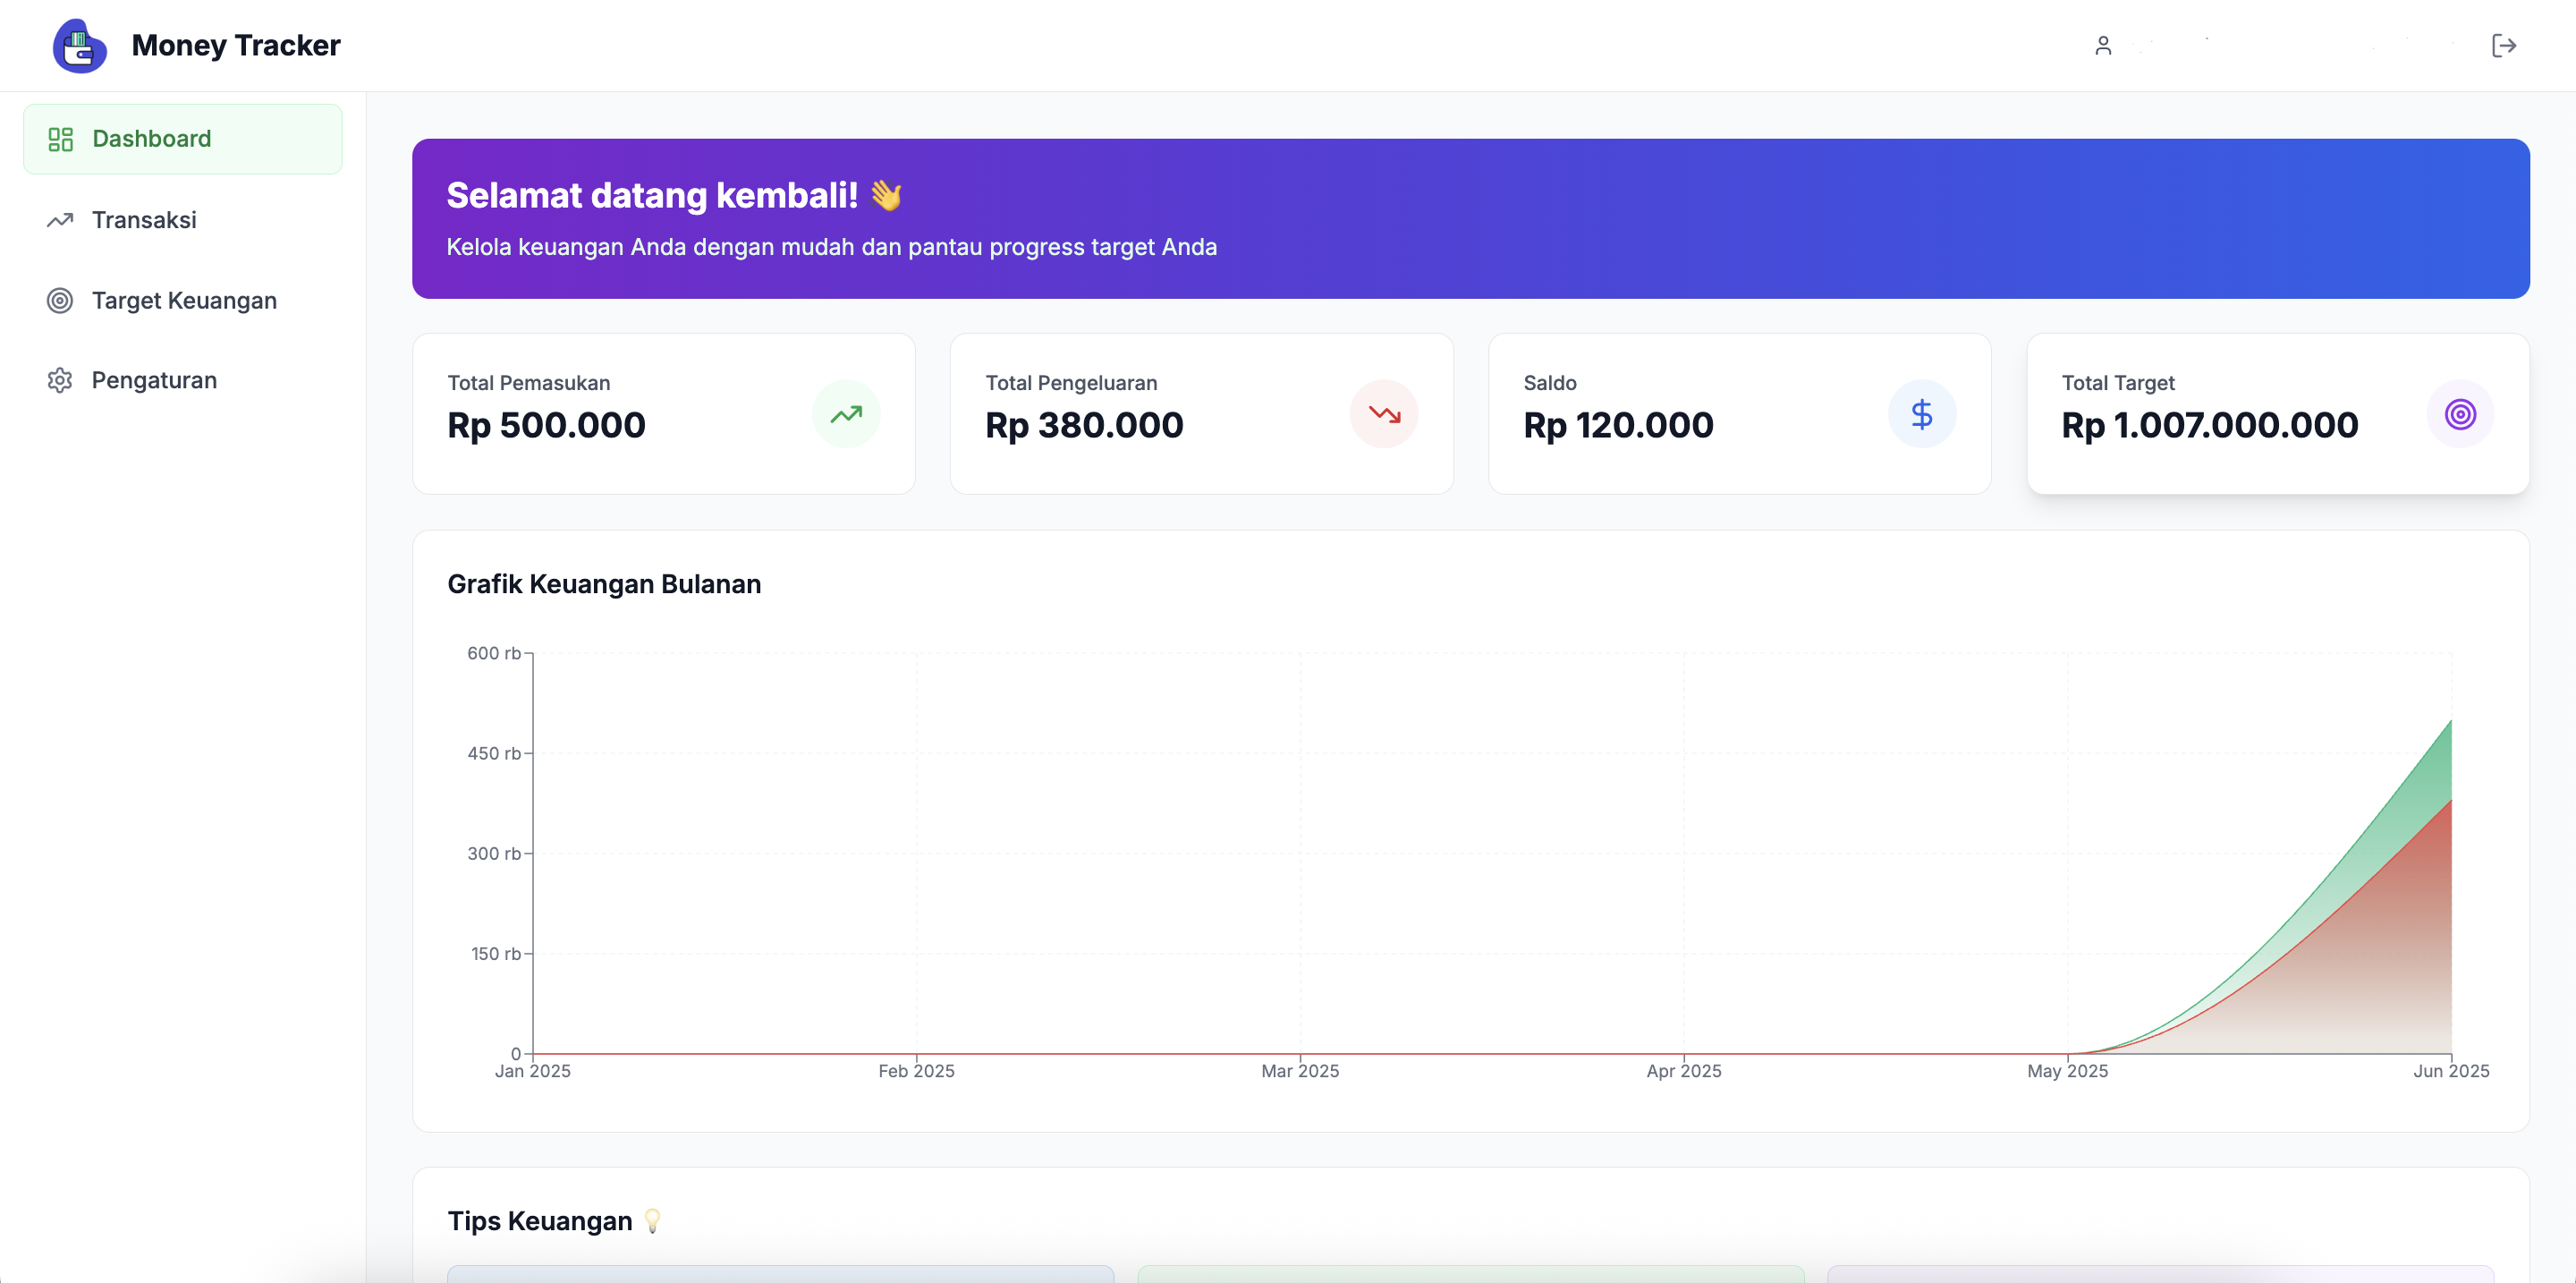 Money Tracker
Dashboard
Transaksi
Target Keuangan
Pengaturan
Selamat datang kembali! 👋
Kelola keuangan Anda dengan mudah dan pantau progress target Anda
Total Pemasukan
Rp 500.000
Total Pengeluaran
Rp 380.000
Saldo
Rp 120.000
Total Target
Rp 1.007.000.000
Grafik Keuangan Bulanan
600 rb
450 rb
300 rb
150 rb
0
Jan 2025 Feb 2025 Mar 2025 Apr 2025 May 2025 Jun 2025
Tips Keuangan 💡